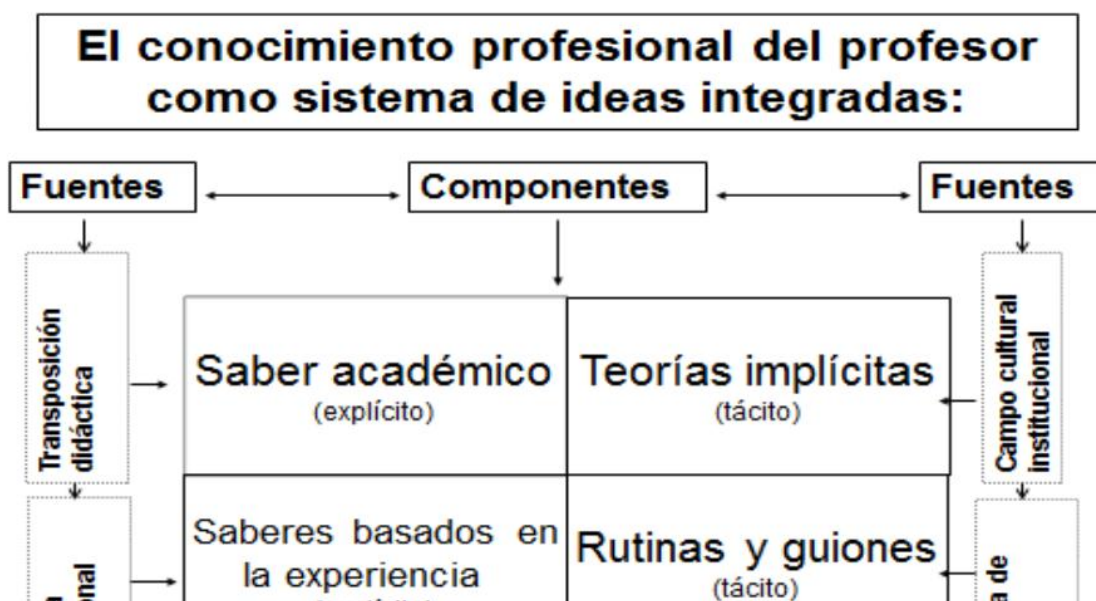 El conocimiento profesional del profesor
como sistema de ideas integradas:
Fuentes
Componentes
Fuentes
Transposición
didáctica
Saber académico
(explícito)
Teorías implícitas
(tácito)
Campo cultural
institucional
Saberes basados en
la experiencia
Rutinas y guiones
(tácito)